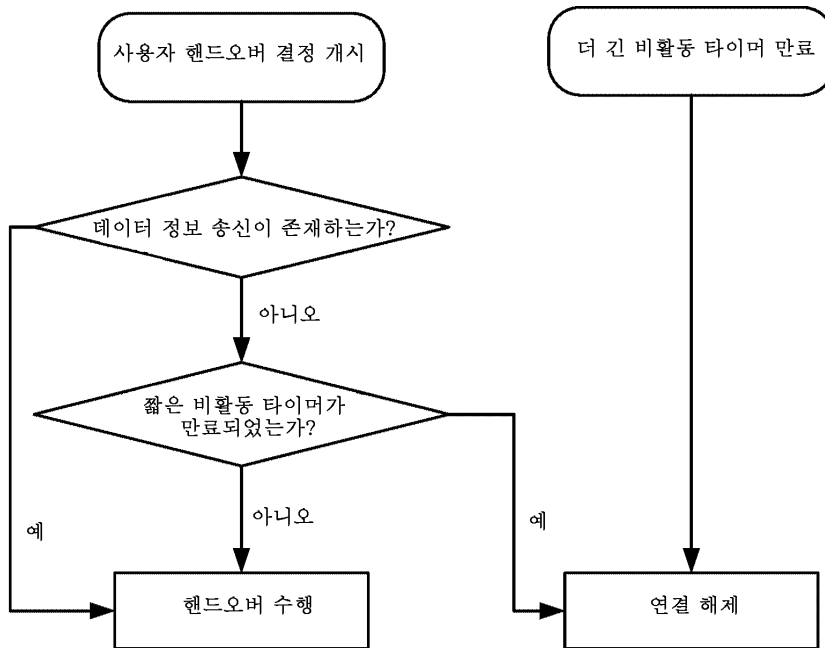 사용자 핸드오버 결정 개시
더 긴 비활동 타이머 만료
데이터 정보 송신이 존재하는가?
아니오
짧은 비활동 타이머가
만료되었는가?
예
아니오
예
핸드오버 수행
연결 해제